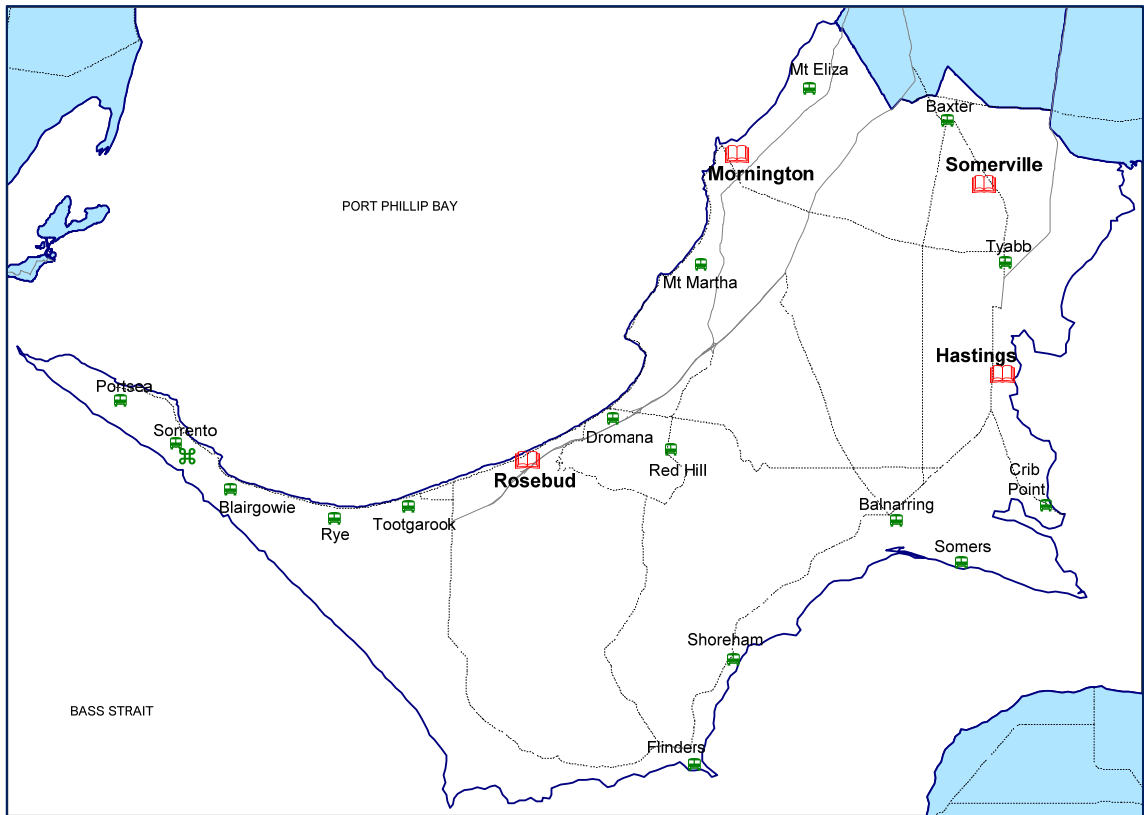 Mt Eliza
Baxter
Mornington
Somerville
PORT PHILLIP BAY
Tyabb
Mt Martha
Hastings
Portsea
Sorrento
Dromana
Red Hill
Rosebud
Crib
Point
Blairgowie
Balnarring
Tootgarook
Rye
Somers
Shoreham
BASS STRAIT
Flinders